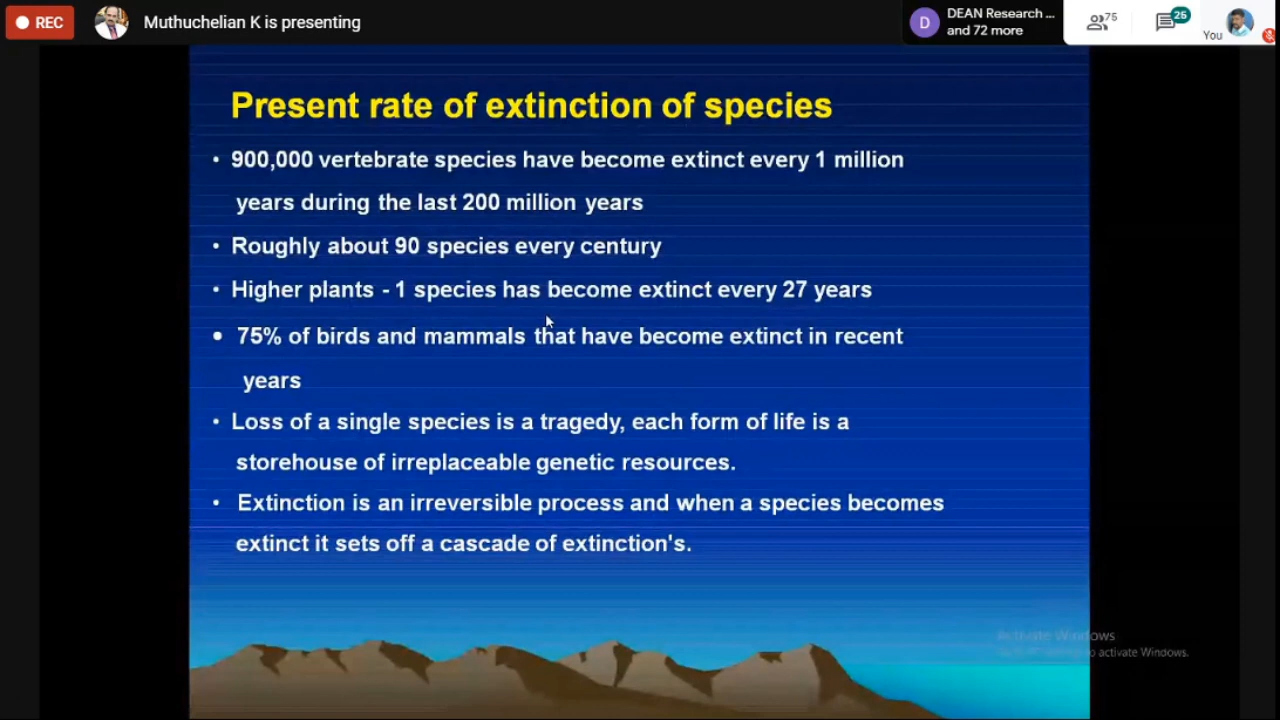 REC
Muthuchelian K is presenting
D
DEAN Research ...
and 72 more
75
25
You
Present rate of extinction of species
• 900,000 vertebrate species have become extinct every 1 million
years during the last 200 million years
• Roughly about 90 species every century
• Higher plants - 1 species has become extinct every 27 years
• 75% of birds and mammals that have become extinct in recent
years
• Loss of a single species is a tragedy, each form of life is a
storehouse of irreplaceable genetic resources.
• Extinction is an irreversible process and when a species becomes
extinct it sets off a cascade of extinction's.
Activate Windows
to activate Windows.